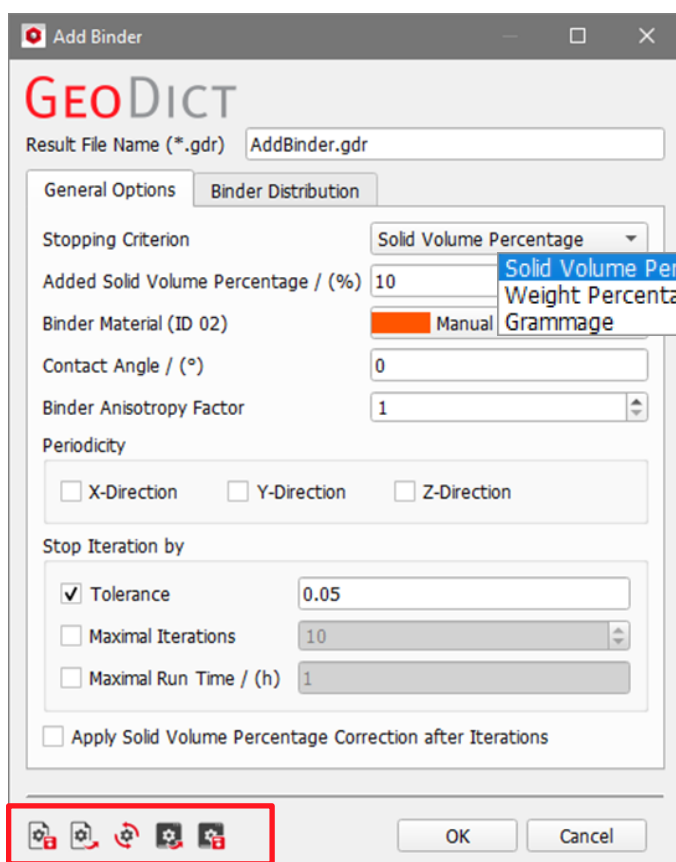 Add Binder
GEODICT
Result File Name (*.gdr) AddBinder.gdr
General Options Binder Distribution
Stopping Criterion Solid Volume Percentage
Solid Volume Per
Added Solid Volume Percentage / (%) 10
Weight Percenta
Binder Material (ID 02) Manual
Grammage
Contact Angle / (°) 0
Binder Anisotropy Factor 1
Periodicity
X-Direction Y-Direction Z-Direction
Stop Iteration by
Tolerance 0.05
Maximal Iterations 10
Maximal Run Time / (h) 1
Apply Solid Volume Percentage Correction after Iterations
OK Cancel